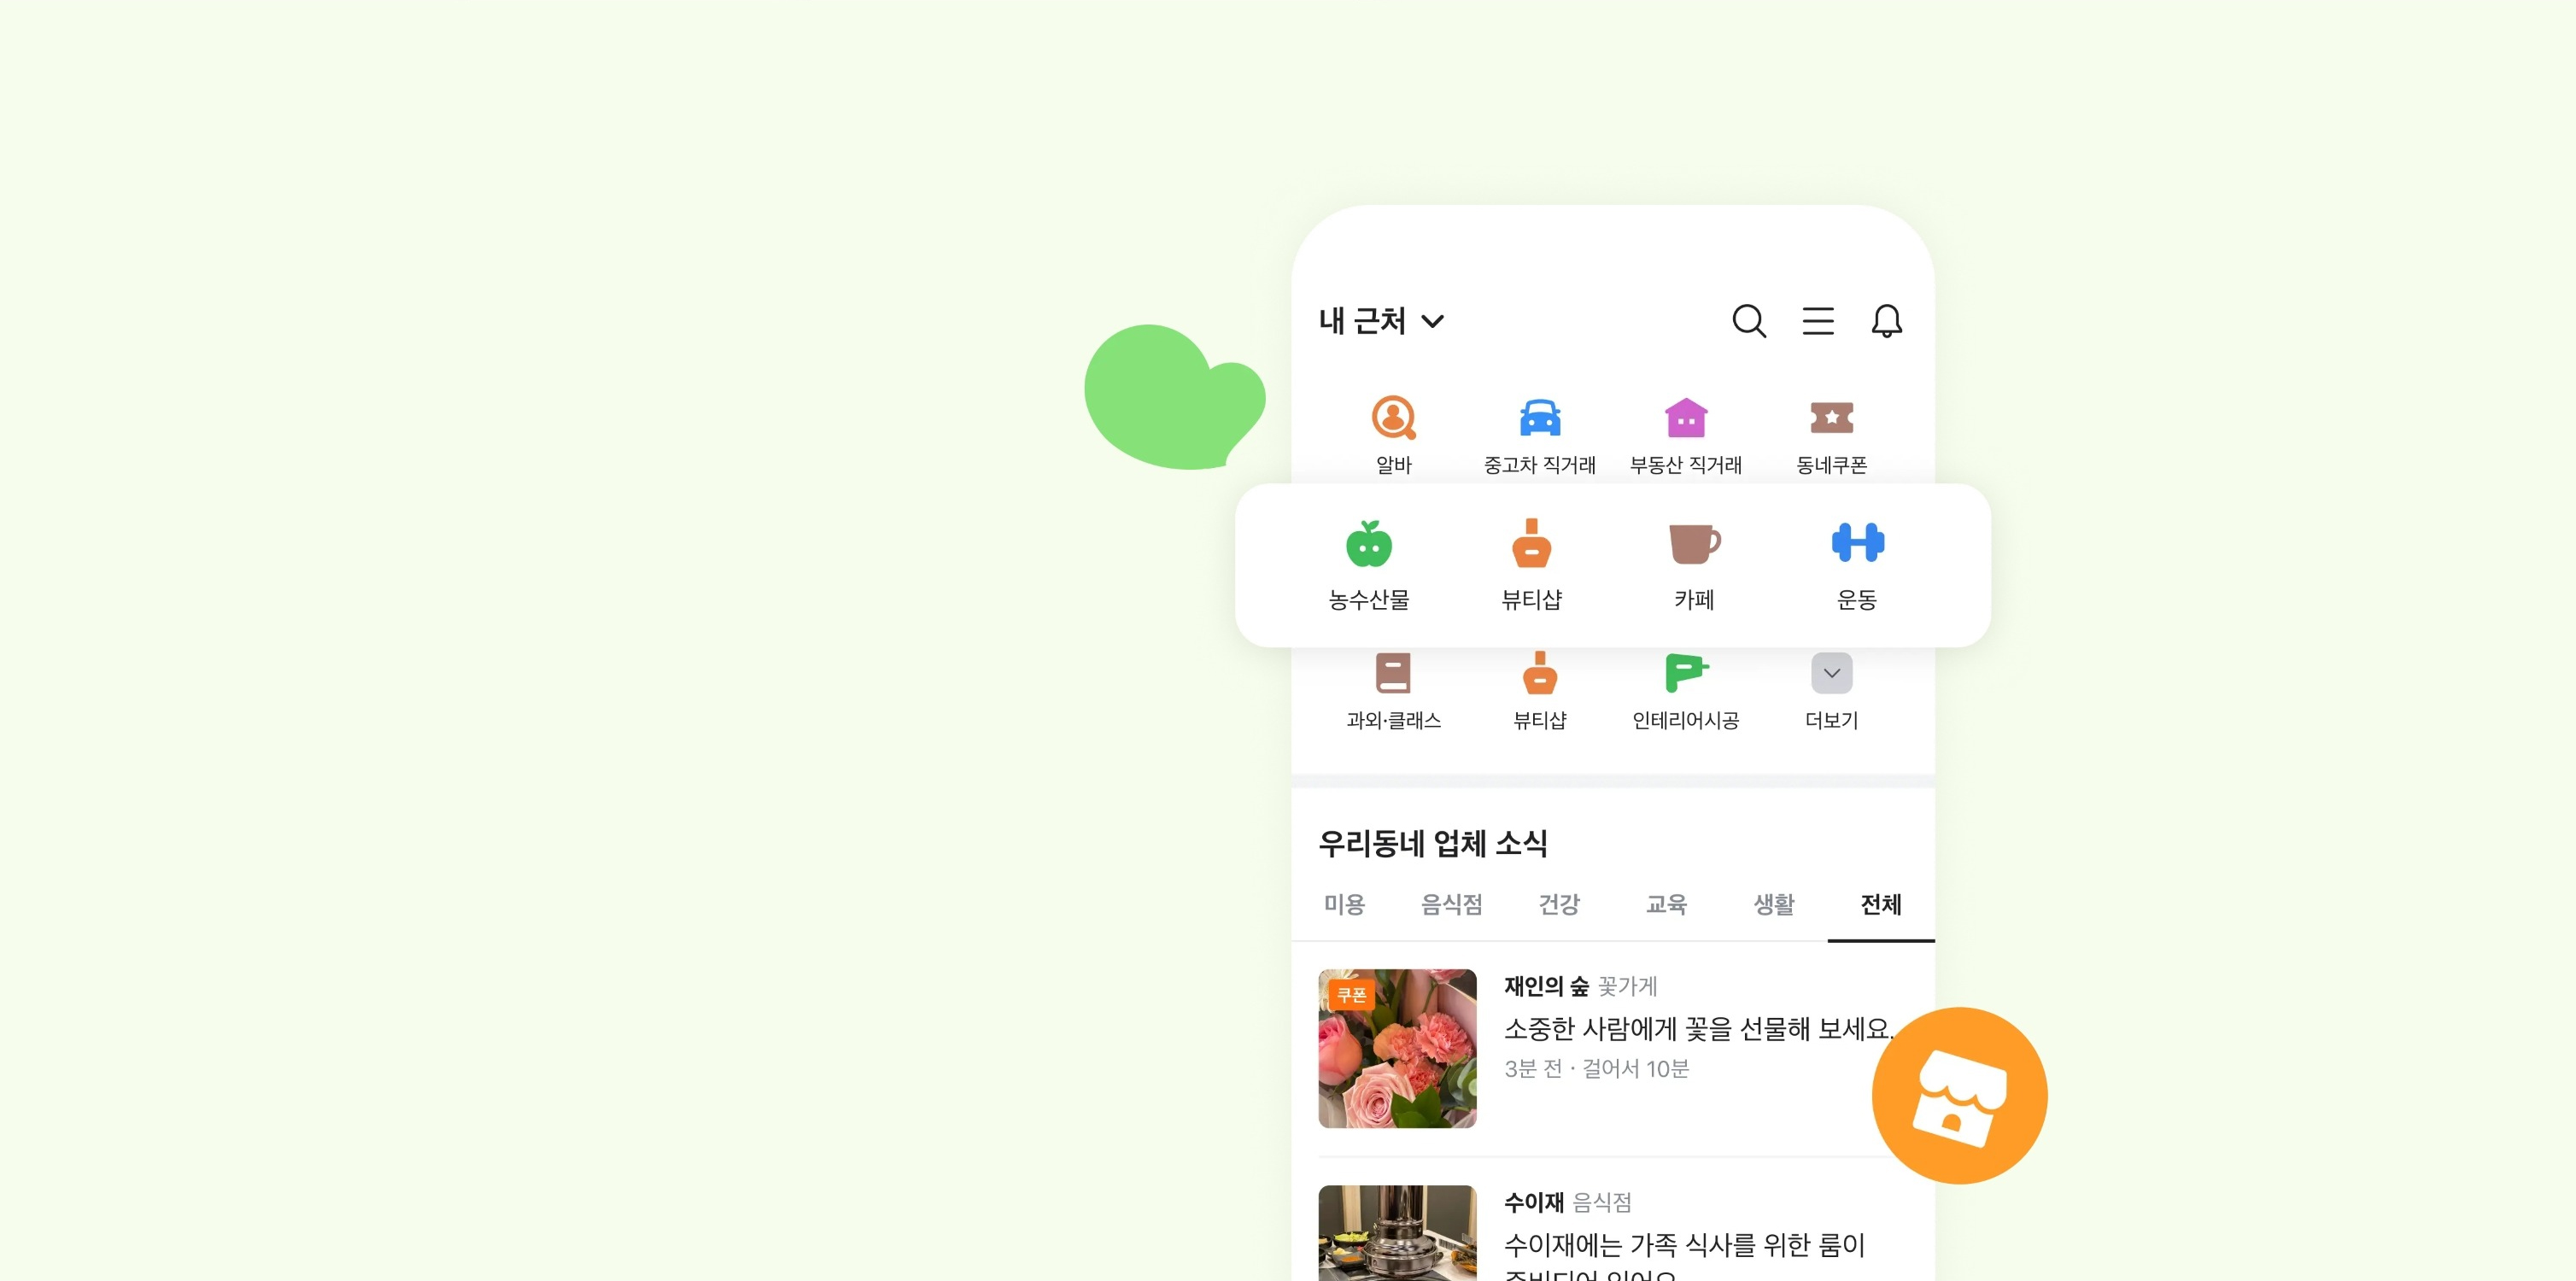 내 근처
알바 중고차 직거래 부동산 직거래 동네쿠폰
농수산물 뷰티샵 카페 운동
과외·클래스 뷰티샵 인테리어시공 더보기
우리동네 업체 소식
미용 음식점 건강 교육 생활 전체
쿠폰
재인의 숲 꽃가게
소중한 사람에게 꽃을 선물해 보세요.
3분 전 · 걸어서 10분
수이재 음식점
수이재에는 가족 식사를 위한 룸이